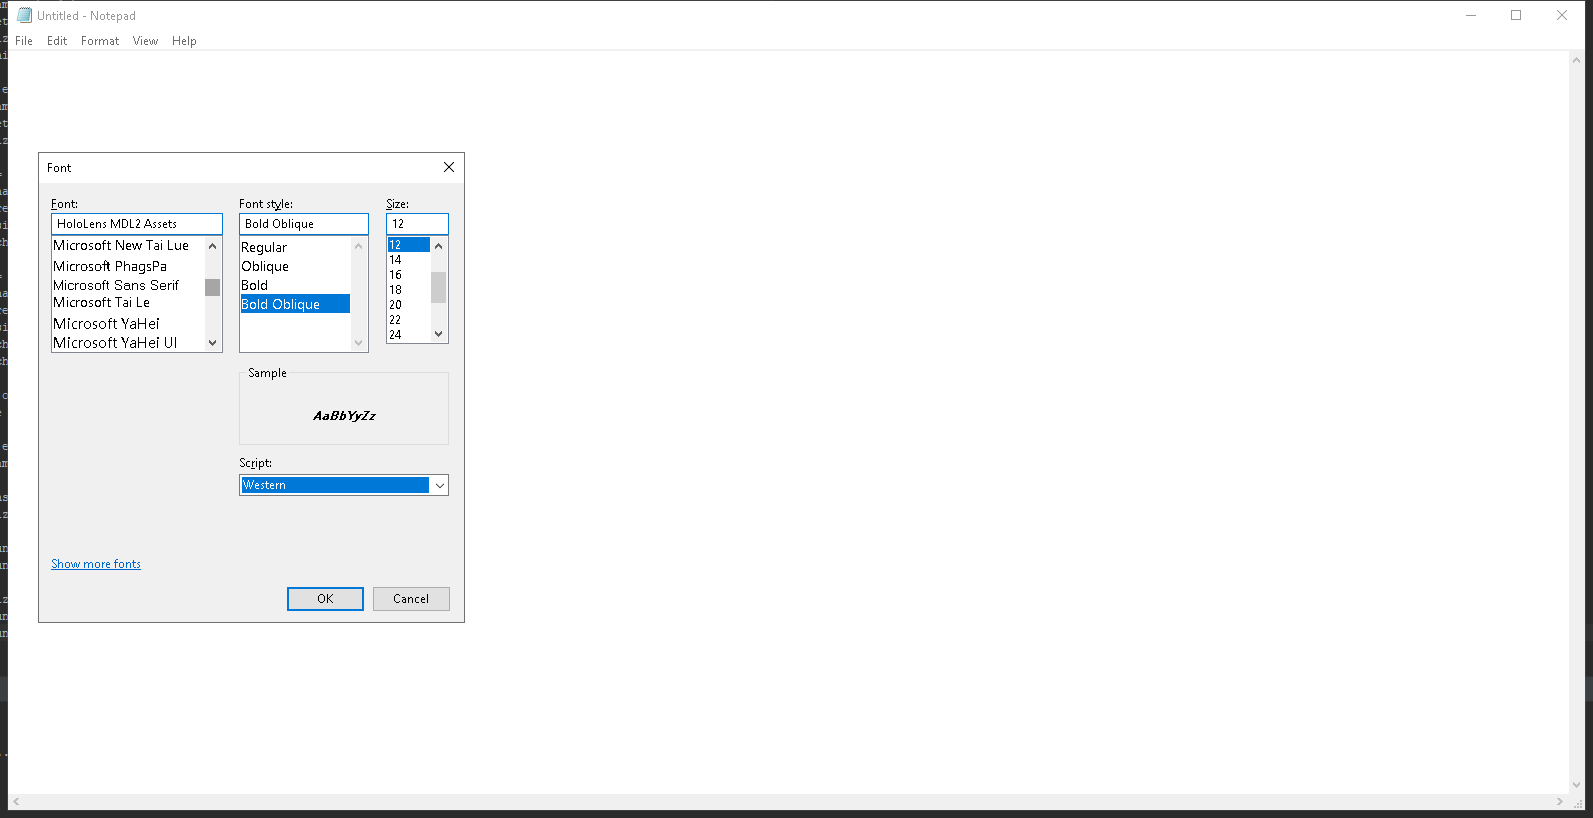 Untitled - Notepad
File Edit Format View Help
Font
Font: Font style: Size:
HoloLens MDL2 Assets Bold Oblique 12
Microsoft New Tai Lue
Microsoft PhagsPa
Microsoft Sans Serif
Microsoft Tai Le
Microsoft YaHei
Microsoft YaHei UI
Regular
Oblique
Bold
Bold Oblique
12
14
16
18
20
22
24
Sample
AaBbYyZz
Script:
Western
Show more fonts
OK Cancel